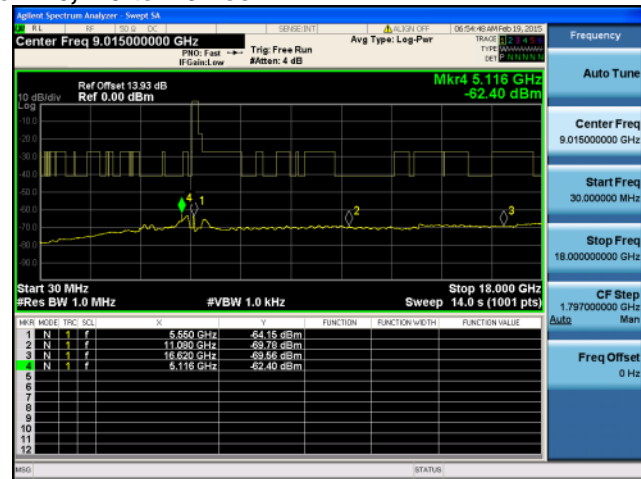 Agilent Spectrum Analyzer - Swept SA
RL RF 50 Ω DC SENSE:INT ALIGN OFF 06:54:48 AM Feb 19, 2015
Center Freq 9.015000000 GHz
PNO: Fast
IFGain:Low
Trig: Free Run
#Atten: 4 dB
Avg Type: Log-Pwr
TRACE 1 2 3 4 5 6
TYPE
DET P N N N N N
Ref Offset 13.93 dB
Ref 0.00 dBm
10 dB/div
Log
Mkr4 5.116 GHz
-62.40 dBm
-10.0
-20.0
-30.0
-40.0
-50.0
-60.0
-70.0
-80.0
-90.0
4 1 2 3
Start 30 MHz
#Res BW 1.0 MHz
#VBW 1.0 kHz
Stop 18.000 GHz
Sweep 14.0 s (1001 pts)
MKR MODE TRC SCL X Y FUNCTION FUNCTION WIDTH FUNCTION VALUE
1 N 1 f 5.550 GHz -64.15 dBm
2 N 1 f 11.080 GHz -69.78 dBm
3 N 1 f 16.620 GHz -69.56 dBm
4 N 1 f 5.116 GHz -62.40 dBm
5
6
7
8
9
10
11
12
MSG STATUS
Frequency
Auto Tune
Center Freq
9.015000000 GHz
Start Freq
30.000000 MHz
Stop Freq
18.000000000 GHz
CF Step
1.797000000 GHz
Auto Man
Freq Offset
0 Hz